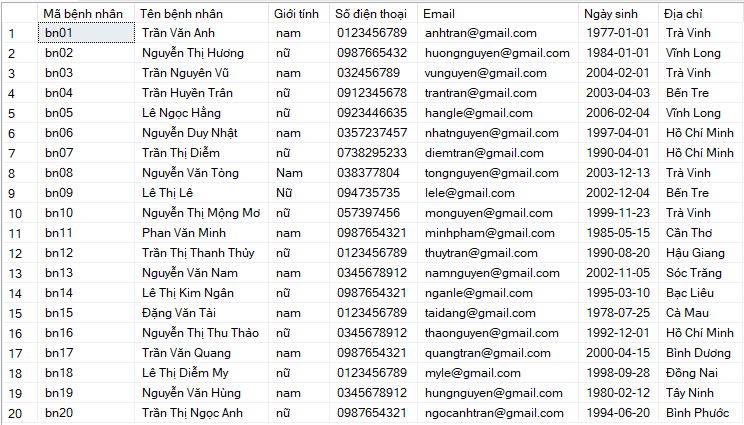 Mã bệnh nhân Tên bệnh nhân Giới tính Số điện thoại Email Ngày sinh Địa chỉ
1 bn01 Trần Văn Anh nam 0123456789 anhtran@gmail.com 1977-01-01 Trà Vinh
2 bn02 Nguyễn Thị Hương nữ 0987665432 huongnguyen@gmail.com 1984-01-01 Vĩnh Long
3 bn03 Trần Nguyên Vũ nam 032456789 vunguyen@gmail.com 2004-02-01 Trà Vinh
4 bn04 Trần Huyền Trân nữ 0912345678 trantran@gmail.com 2003-04-03 Bến Tre
5 bn05 Lê Ngọc Hằng nữ 0923446635 hangle@gmail.com 2006-02-04 Vĩnh Long
6 bn06 Nguyễn Duy Nhật nam 0357237457 nhatnguyen@gmail.com 1997-04-01 Hồ Chí Minh
7 bn07 Trần Thị Diễm nữ 0738295233 diemtran@gmail.com 1990-04-01 Hồ Chí Minh
8 bn08 Nguyễn Văn Tòng Nam 038377804 tongnguyen@gmail.com 2003-12-13 Trà Vinh
9 bn09 Lê Thị Lê Nữ 094735735 lele@gmail.com 2002-12-04 Bến Tre
10 bn10 Nguyễn Thị Mộng Mơ nữ 057397456 monguyen@gmail.com 1999-11-23 Trà Vinh
11 bn11 Phan Văn Minh nam 0987654321 minhpham@gmail.com 1985-05-15 Cần Thơ
12 bn12 Trần Thị Thanh Thủy nữ 0123456789 thuytran@gmail.com 1990-08-20 Hậu Giang
13 bn13 Nguyễn Văn Nam nam 0345678912 namnguyen@gmail.com 2002-11-05 Sóc Trăng
14 bn14 Lê Thị Kim Ngân nữ 0987654321 nganle@gmail.com 1995-03-10 Bạc Liêu
15 bn15 Đặng Văn Tài nam 0123456789 taidang@gmail.com 1978-07-25 Cà Mau
16 bn16 Nguyễn Thị Thu Thảo nữ 0345678912 thaonguyen@gmail.com 1992-12-01 Hồ Chí Minh
17 bn17 Trần Văn Quang nam 0987654321 quangtran@gmail.com 2000-04-15 Bình Dương
18 bn18 Lê Thị Diễm My nữ 0123456789 myle@gmail.com 1998-09-28 Đồng Nai
19 bn19 Nguyễn Văn Hùng nam 0345678912 hungnguyen@gmail.com 1980-02-12 Tây Ninh
20 bn20 Trần Thị Ngọc Anh nữ 0987654321 ngocanhtran@gmail.com 1994-06-20 Bình Phước